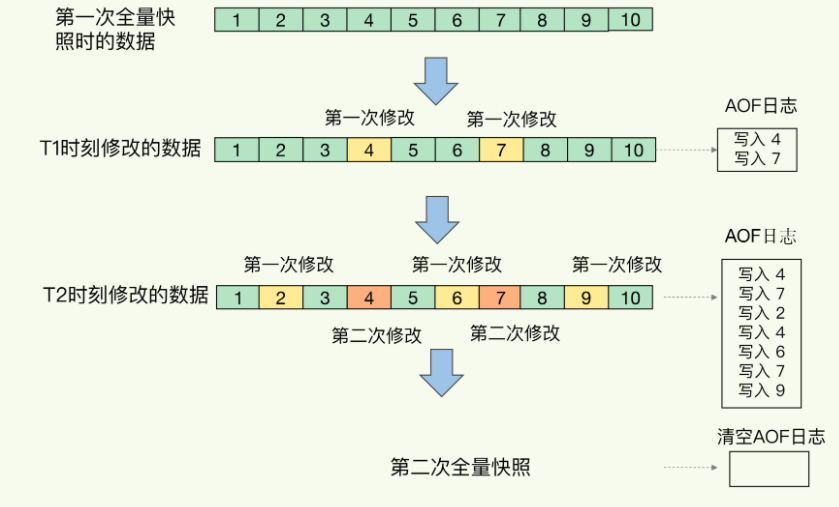 第一次全量快
照时的数据
1 2 3 4 5 6 7 8 9 10
第一次修改 第一次修改
AOF日志
T1时刻修改的数据
1 2 3 4 5 6 7 8 9 10
写入 4
写入 7
AOF日志
第一次修改 第一次修改 第一次修改
T2时刻修改的数据
1 2 3 4 5 6 7 8 9 10
第二次修改 第二次修改
写入 4
写入 7
写入 2
写入 4
写入 6
写入 7
写入 9
清空AOF日志
第二次全量快照